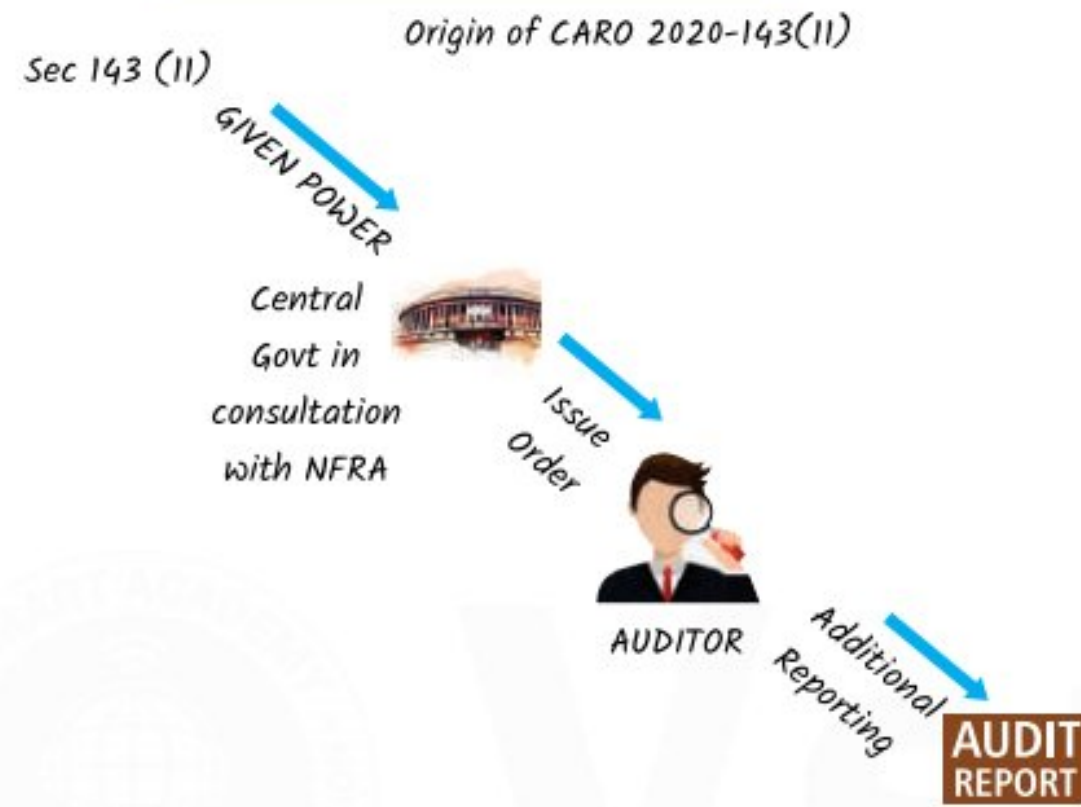 Origin of CARO 2020-143(11)
Sec 143 (11)
GIVEN POWER
Central
Govt in
consultation
with NFRA
Issue
Order
AUDITOR
Additional
Reporting
AUDIT
REPORT